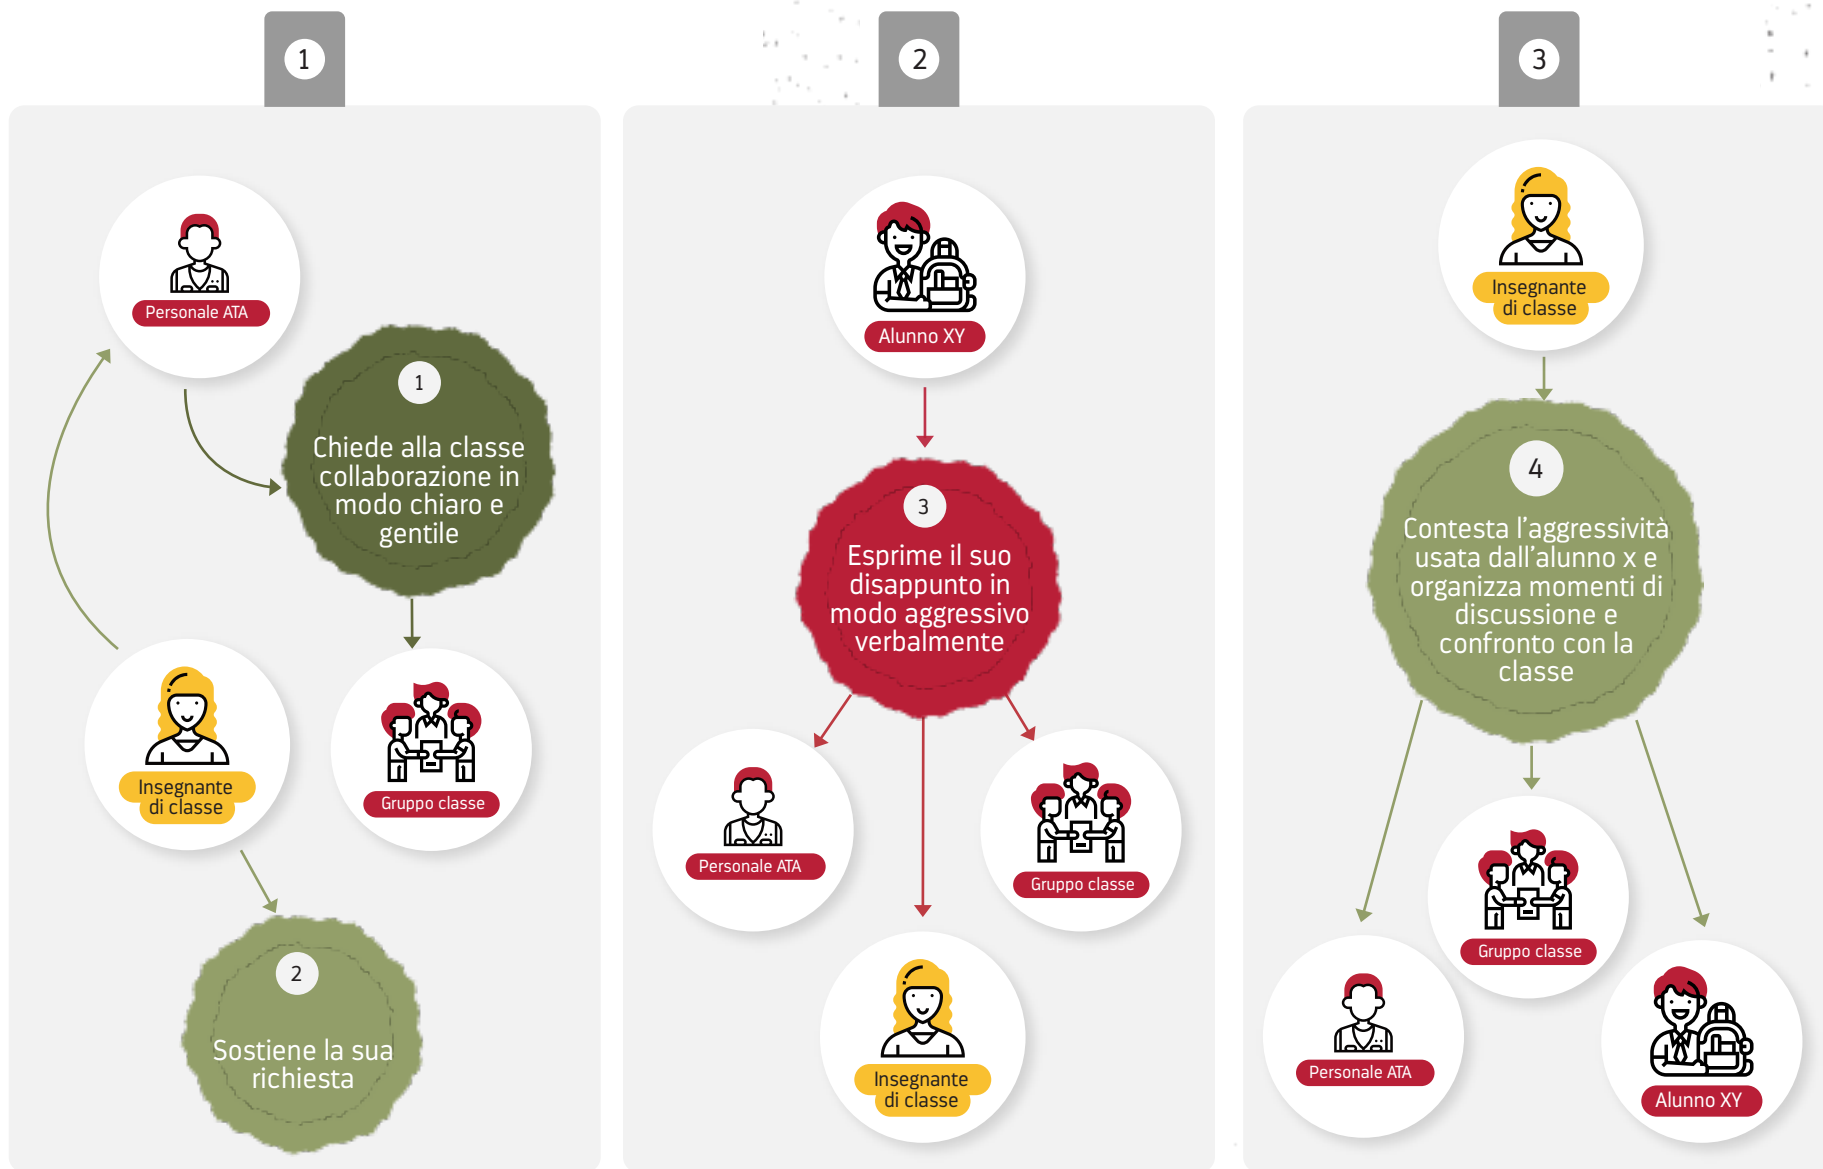 1
Personale ATA
1
Chiede alla classe
collaborazione in
modo chiaro e
gentile
Insegnante
di classe
Gruppo classe
2
Sostiene la sua
richiesta
2
Alunno XY
3
Esprime il suo
disappunto in
modo aggressivo
verbalmente
Personale ATA
Gruppo classe
Insegnante
di classe
3
Insegnante
di classe
4
Contesta l'aggressività
usata dall'alunno x e
organizza momenti di
discussione e
confronto con la
classe
Gruppo classe
Personale ATA
Alunno XY